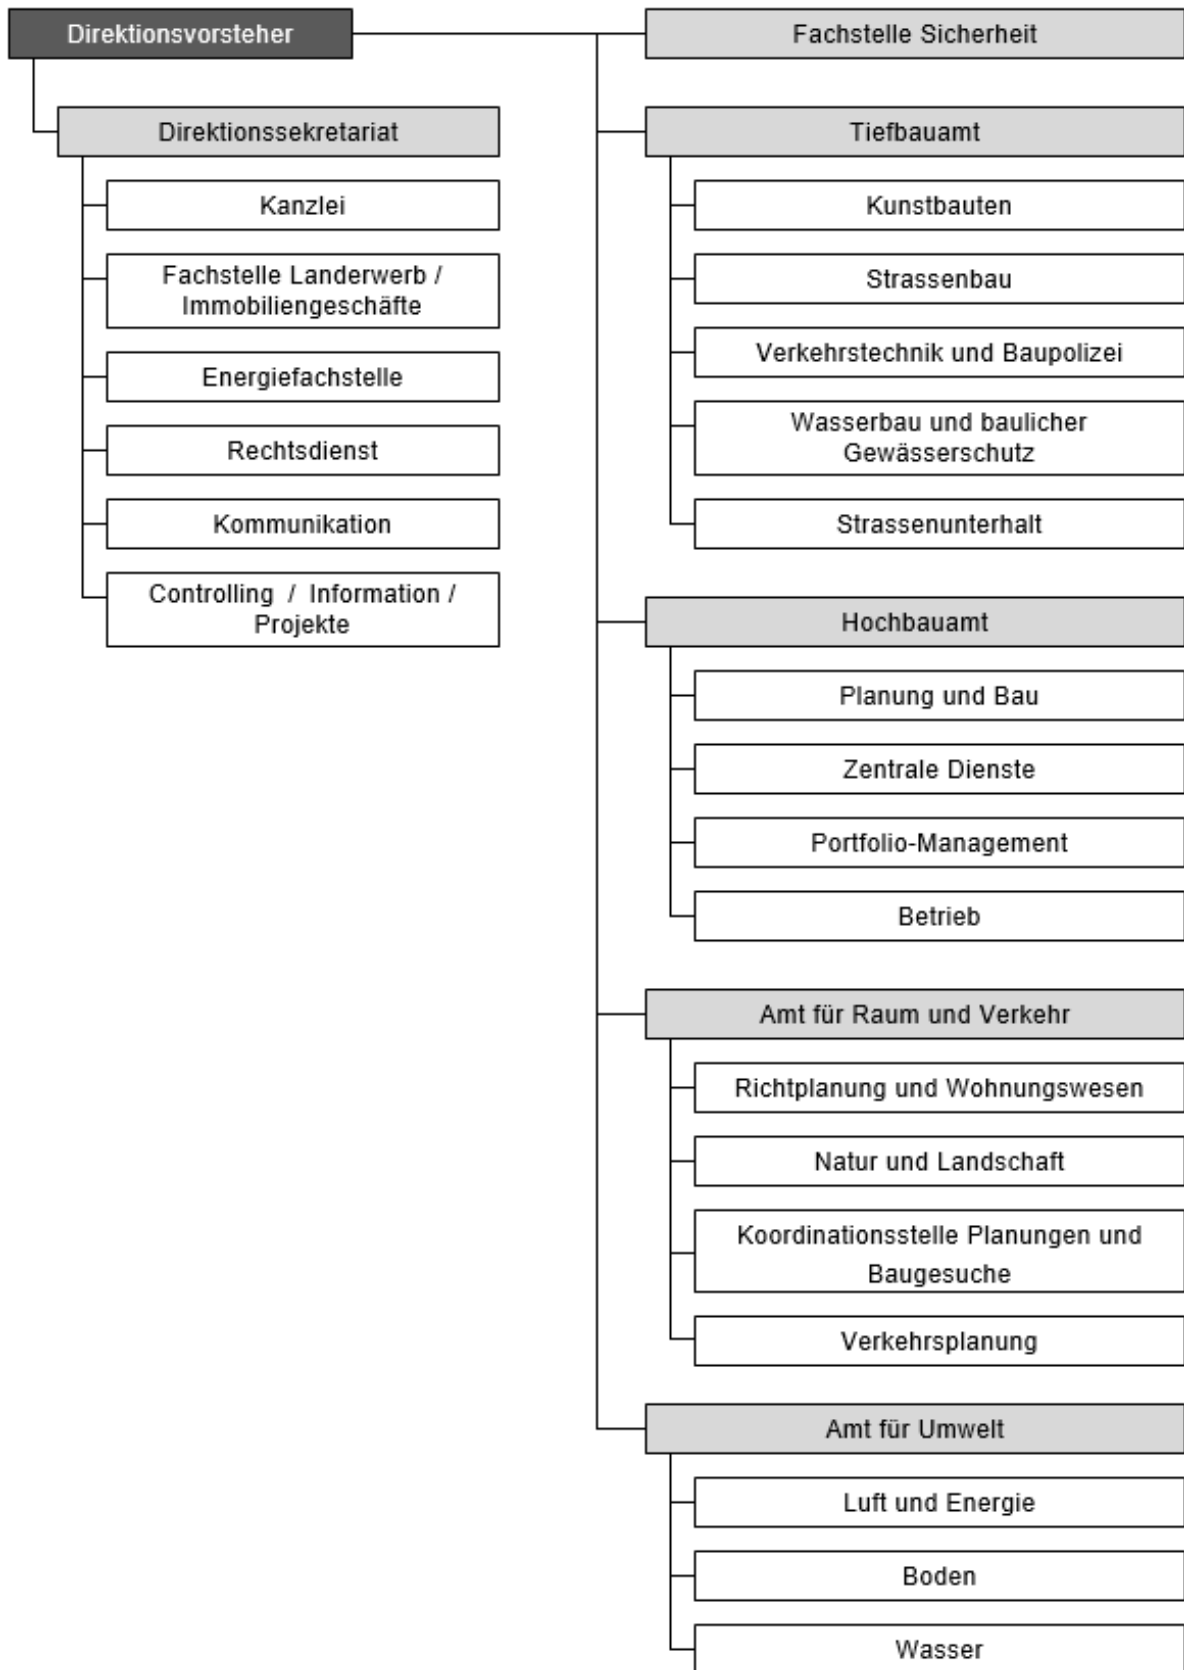 Direktionsvorsteher
Direktionssekretariat
Kanzlei
Fachstelle Landerwerb /
Immobiliengeschäfte
Energiefachstelle
Rechtsdienst
Kommunikation
Controlling / Information /
Projekte
Fachstelle Sicherheit
Tiefbauamt
Kunstbauten
Strassenbau
Verkehrstechnik und Baupolizei
Wasserbau und baulicher
Gewässerschutz
Strassenunterhalt
Hochbauamt
Planung und Bau
Zentrale Dienste
Portfolio-Management
Betrieb
Amt für Raum und Verkehr
Richtplanung und Wohnungswesen
Natur und Landschaft
Koordinationsstelle Planungen und
Baugesuche
Verkehrsplanung
Amt für Umwelt
Luft und Energie
Boden
Wasser